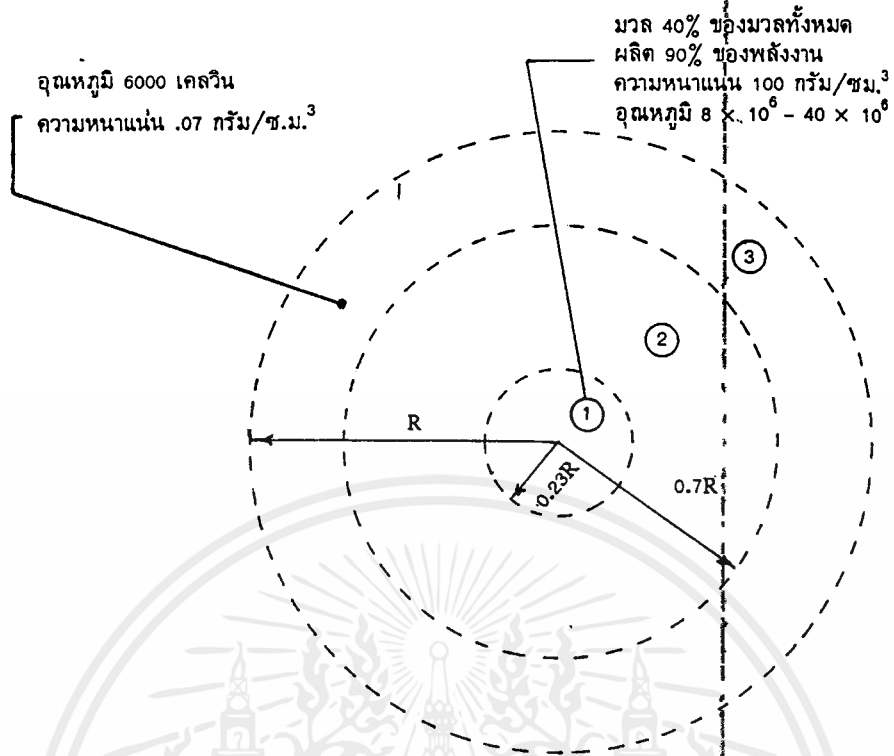 มวล 40% ของมวลทั้งหมด
ผลิต 90% ของพลังงาน
ความหนาแน่น 100 กรัม/ซม.³
อุณหภูมิ 8 × 10⁶ - 40 × 10⁶
อุณหภูมิ 6000 เคลวิน
ความหนาแน่น .07 กรัม/ซ.ม.³
3
2
1
R
0.23R
0.7R